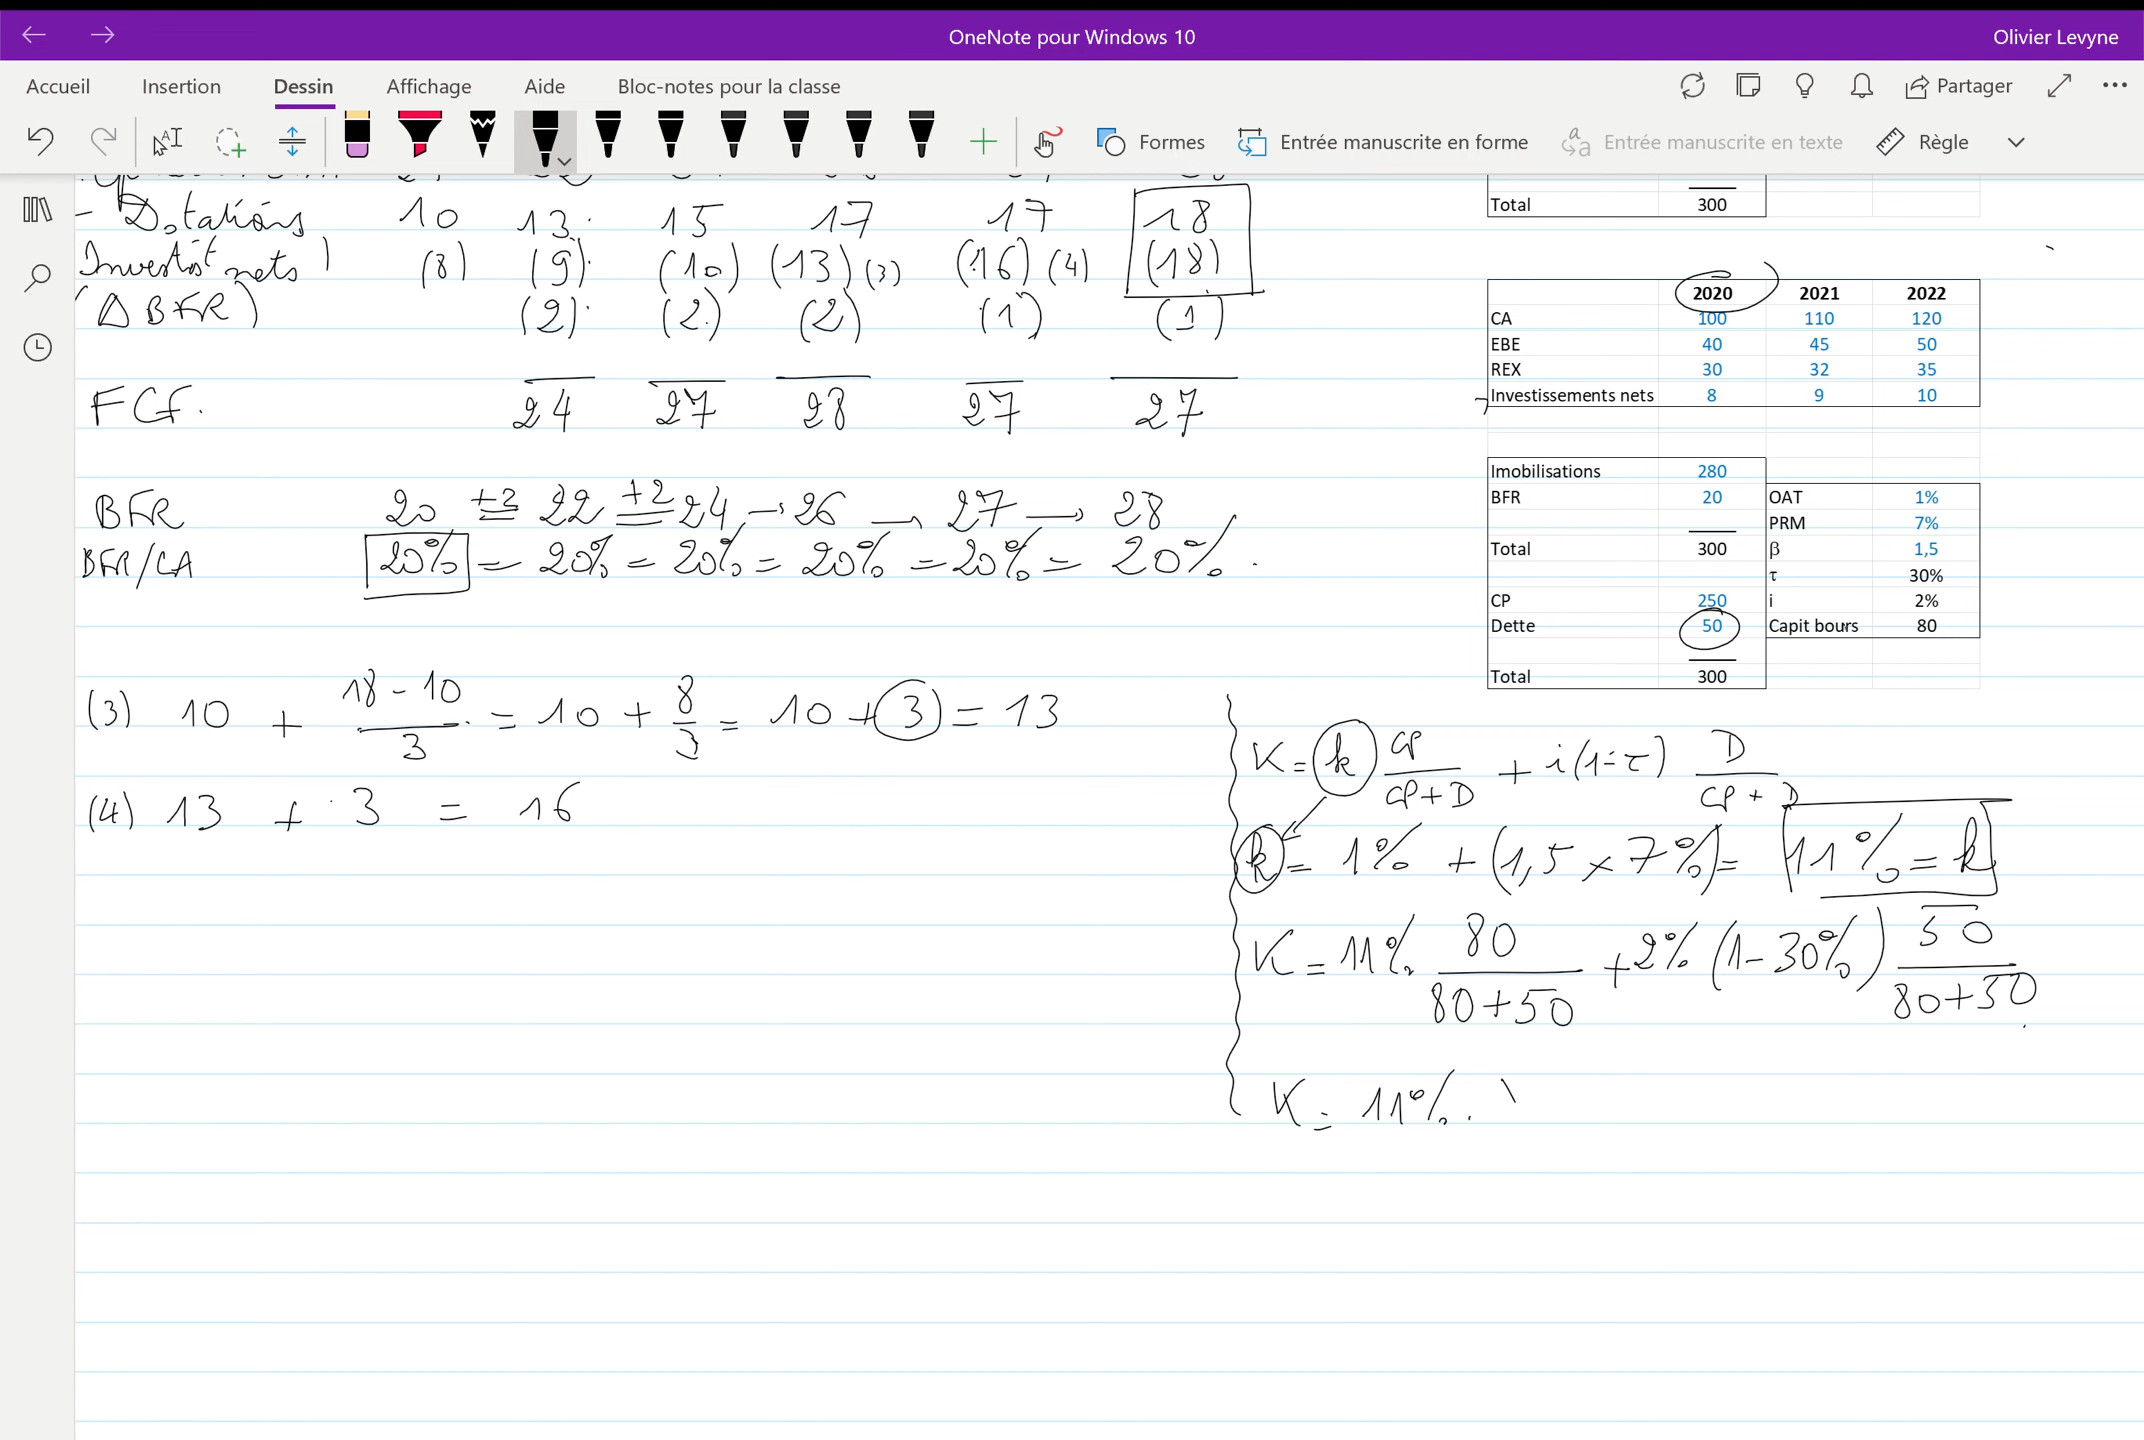 OneNote pour Windows 10
Olivier Levyne
Accueil Insertion Dessin Affichage Aide Bloc-notes pour la classe Partager
Formes Entrée manuscrite en forme Entrée manuscrite en texte Règle
- Dotations 10 13 15 17 17 18
Investist nets (8) (9) (10) (13) (3) (16) (4) (18)
(Δ BFR) (2) (2) (2) (1) (1)
FCF. 24 27 28 27 27
BFR 20 +2 = 22 +2 = 24 → 26 → 27 → 28
BFR/CA 20% = 20% = 20% = 20% = 20% = 20%.
(3) 10 + 18 - 10 / 3 = 10 + 8 / 3 = 10 + 3 = 13
(4) 13 + 3 = 16
Total 300
2020 2021 2022
CA 100 110 120
EBE 40 45 50
REX 30 32 35
Investissements nets 8 9 10
Imobilisations 280
BFR 20 OAT 1%
PRM 7%
Total 300 β 1,5
τ 30%
CP 250 i 2%
Dette 50 Capit bours 80
Total 300
K = k CP / CP + D + i (1 - τ) D / CP + D
k = 1% + (1,5 × 7%) = 11% = k
K = 11% 80 / 80+50 + 2% (1 - 30%) 50 / 80+50
K = 11%.